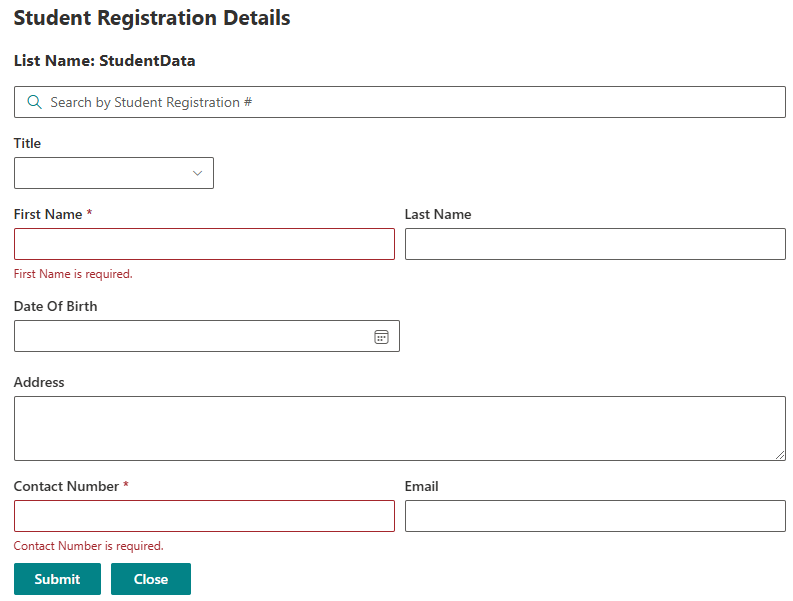 Student Registration Details
List Name: StudentData
Search by Student Registration #
Title
First Name * Last Name
First Name is required.
Date Of Birth
Address
Contact Number * Email
Contact Number is required.
Submit Close